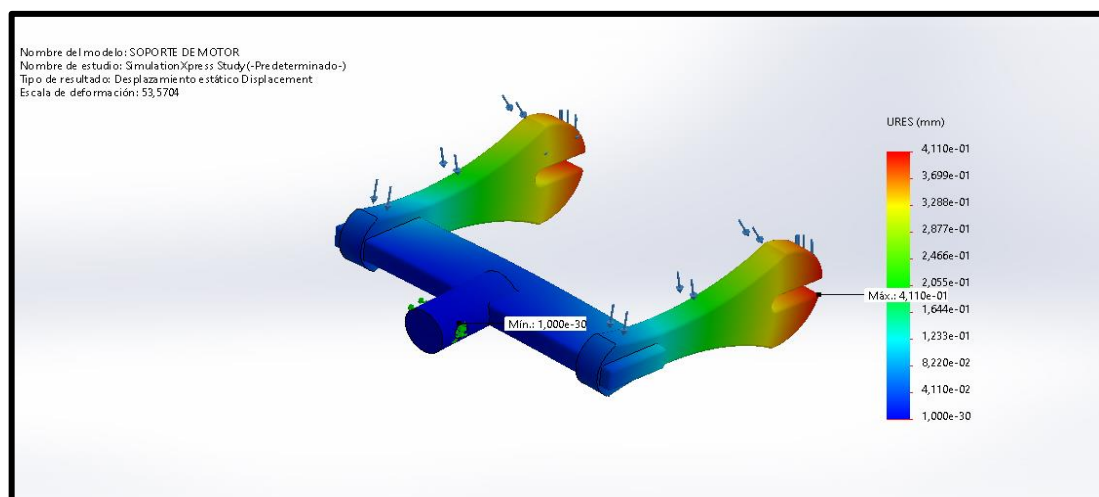 Nombre del modelo: SOPORTE DE MOTOR
Nombre de estudio: SimulationXpress Study(-Predeterminado-)
Tipo de resultado: Desplazamiento estático Displacement
Escala de deformación: 53,5704
URES (mm)
4,110e-01
3,699e-01
3,288e-01
2,877e-01
2,466e-01
2,055e-01
Máx.: 4,110e-01
1,644e-01
Mín.: 1,000e-30
1,233e-01
8,220e-02
4,110e-02
1,000e-30